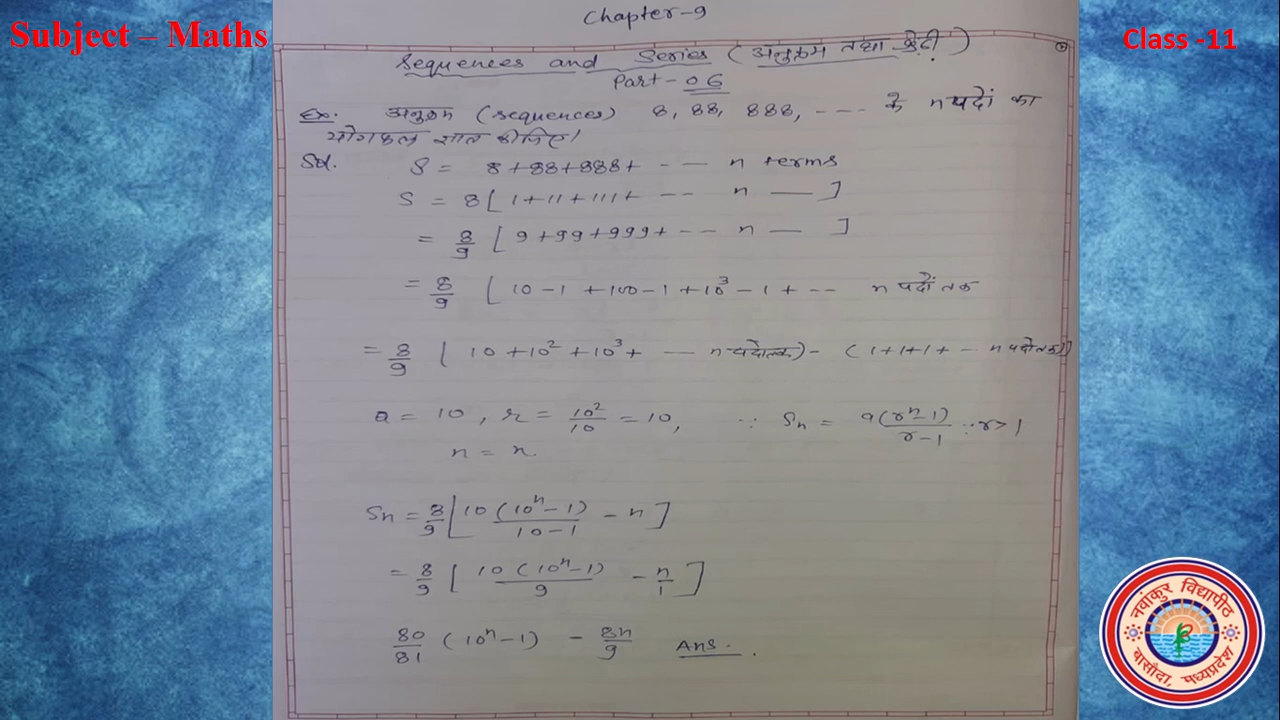 Chapter-9
Subject – Maths
Class -11
Sequences and Series (अनुक्रम तथा श्रेढ़ी)
Part-06
Ex. अनुक्रम (sequences) 8, 88, 888, --- के n पदों का
योगफल ज्ञात कीजिए।
Sol. S = 8+88+888+ --- n terms
S = 8[1+11+111+ --- n —]
= 8/9 [9+99+999+ --- n — ]
= 8/9 [10-1 +100-1+10³-1+ --- n पदों तक
= 8/9 [10+10²+10³+ --- n पदोंतक) - (1+1+1+ -- n पदोंतक)]
a = 10, r = 10²/10 = 10, ∵ Sn = a(rⁿ-1)/r-1 ∵ r>1
n = n.
Sn = 8/9 [10(10ⁿ-1)/10-1 - n]
= 8/9 [10(10ⁿ-1)/9 - n/1]
80/81 (10ⁿ-1) - 8n/9 Ans.
नवांकुर विद्यापीठ
बासौदा, मध्यप्रदेश